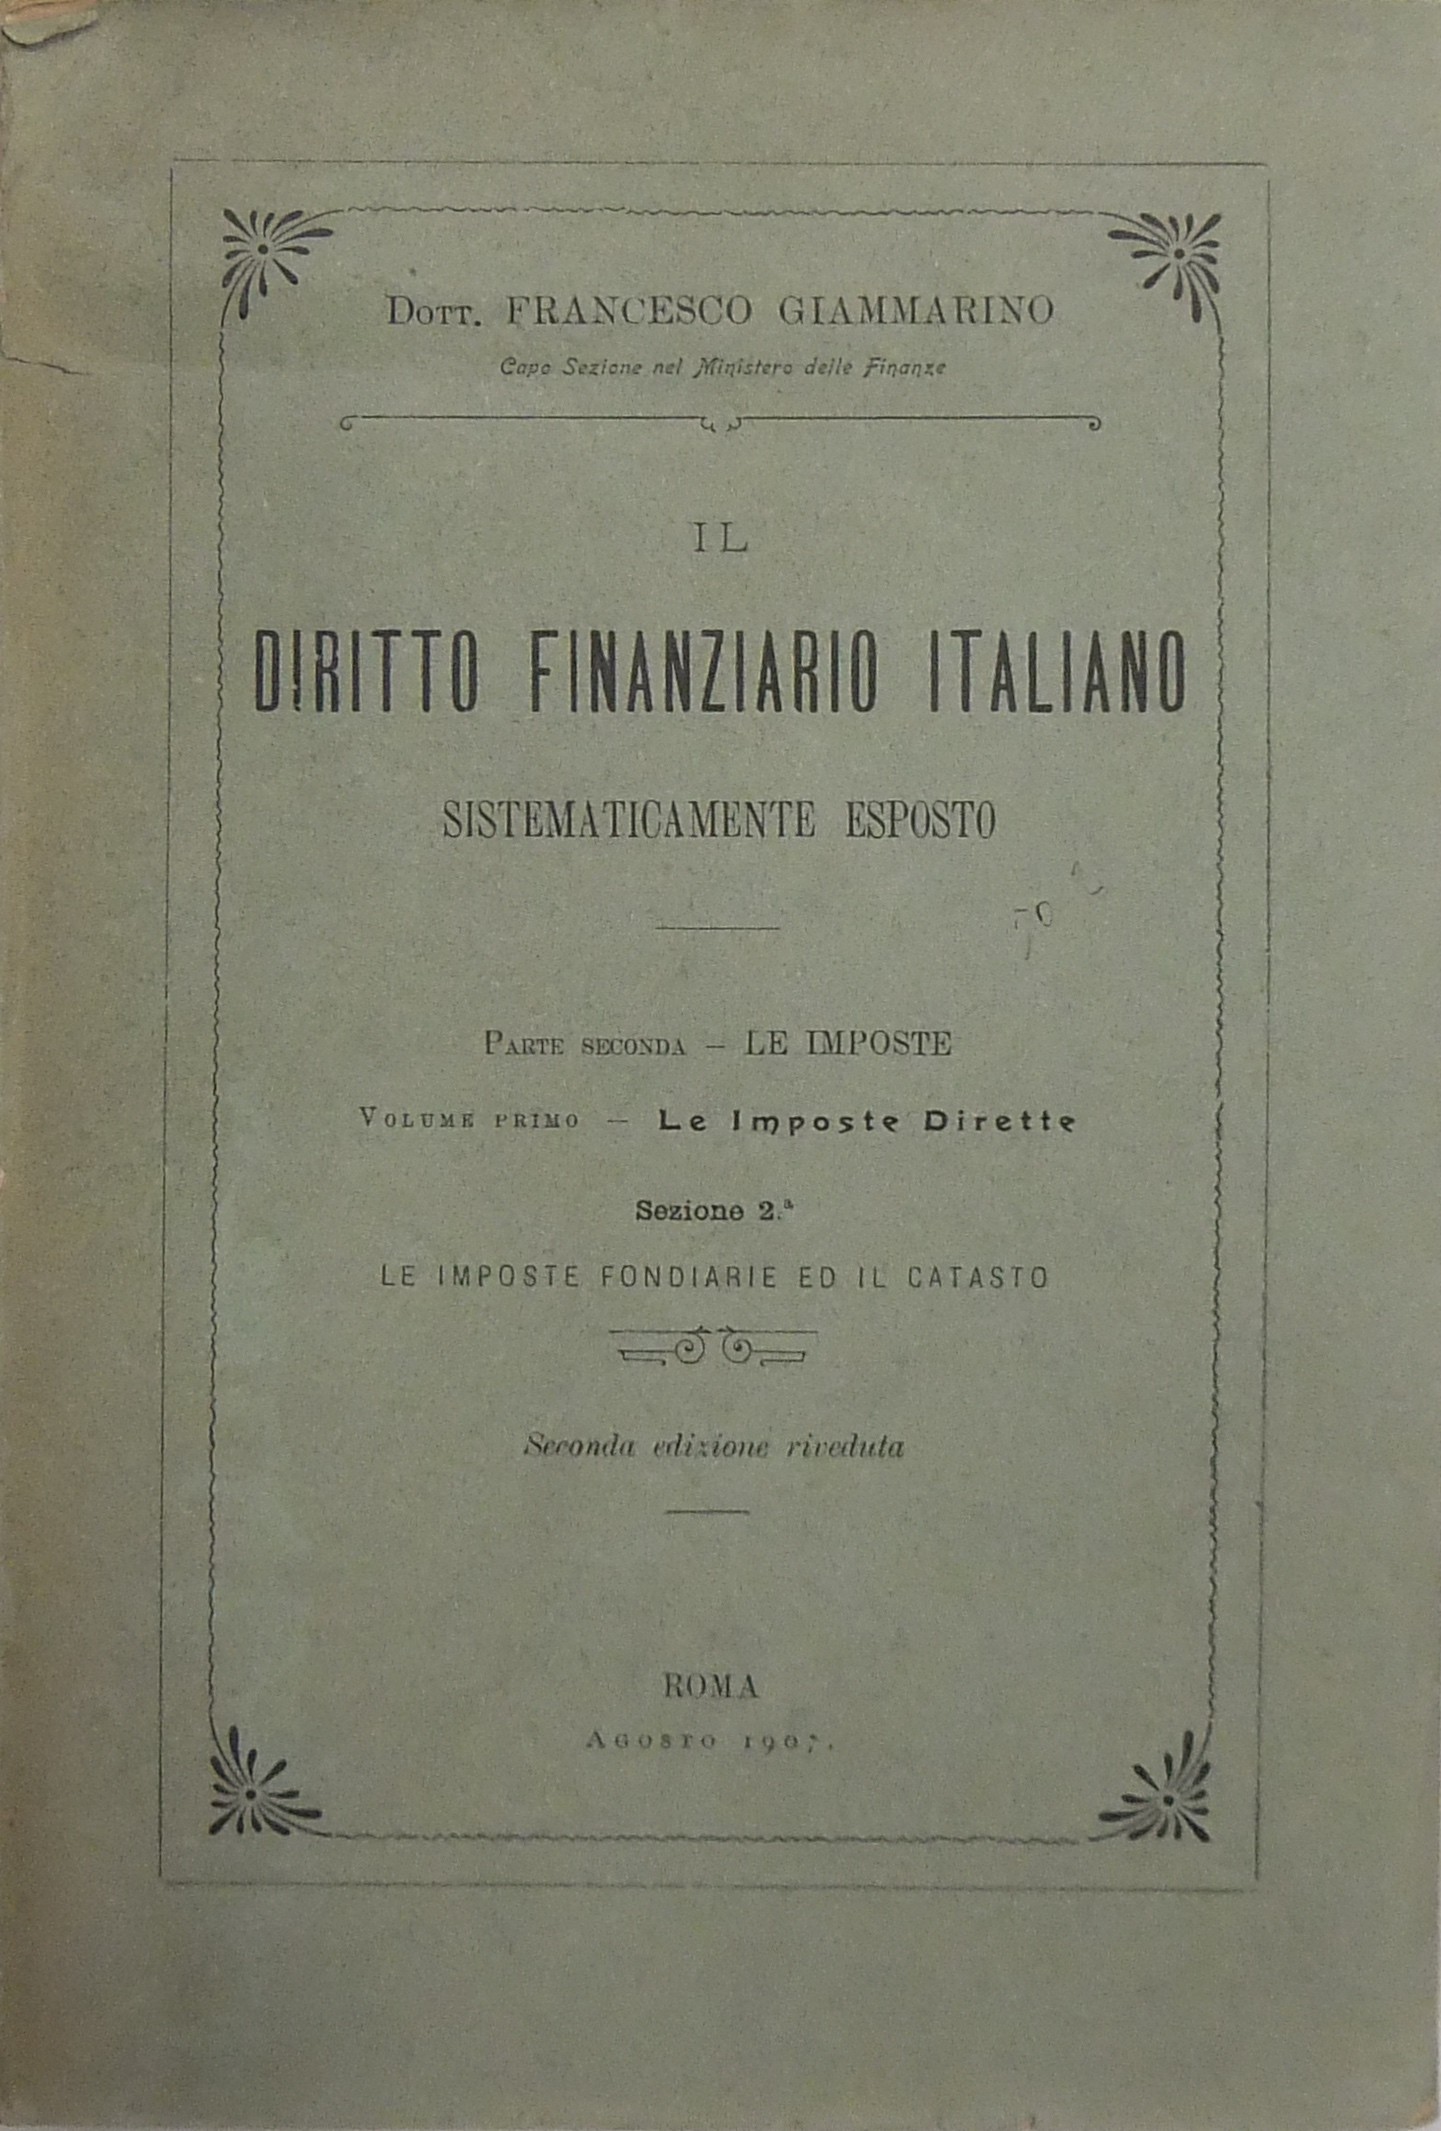 Dott. FRANCESCO GIAMMARINO
Capo Sezione nel Ministero delle Finanze
IL
DIRITTO FINANZIARIO ITALIANO
SISTEMATICAMENTE ESPOSTO
Parte seconda – LE IMPOSTE
Volume primo – Le Imposte Dirette
Sezione 2.ª
LE IMPOSTE FONDIARIE ED IL CATASTO
Seconda edizione riveduta
ROMA
Agosto 1907.